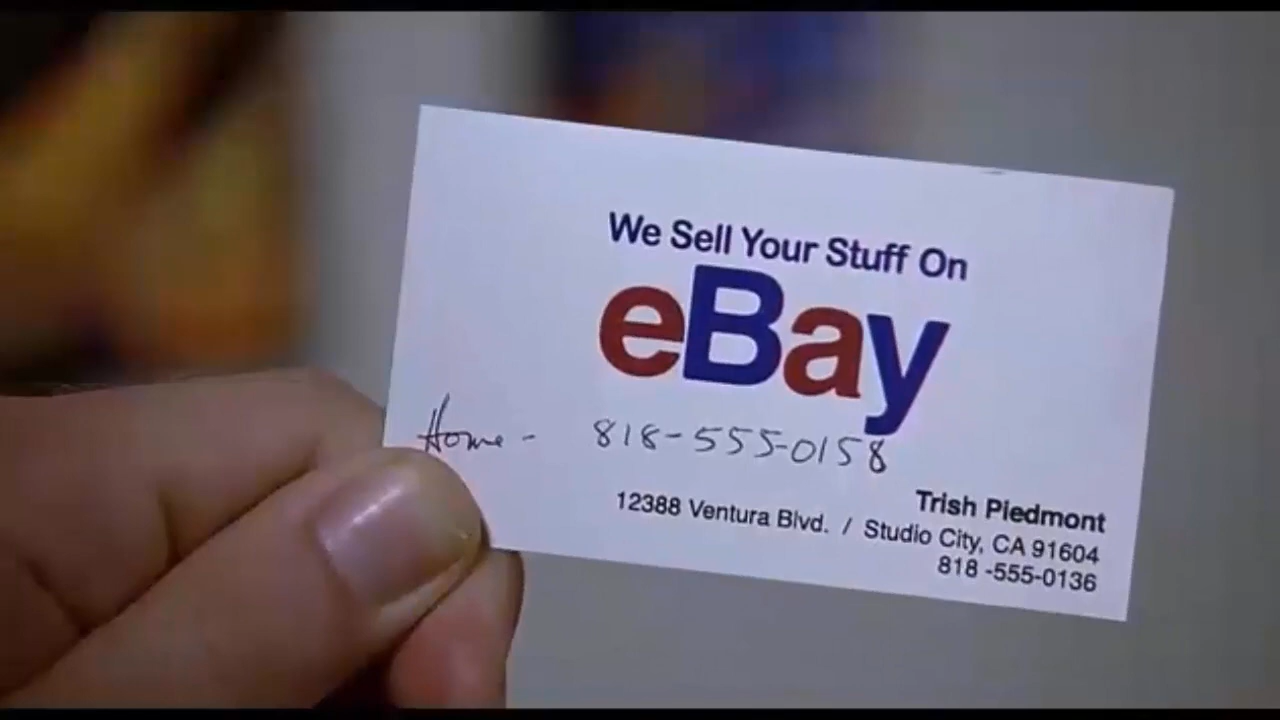 We Sell Your Stuff On
eBay
Home - 818-555-0158
Trish Piedmont
12388 Ventura Blvd. / Studio City, CA 91604
818 -555-0136